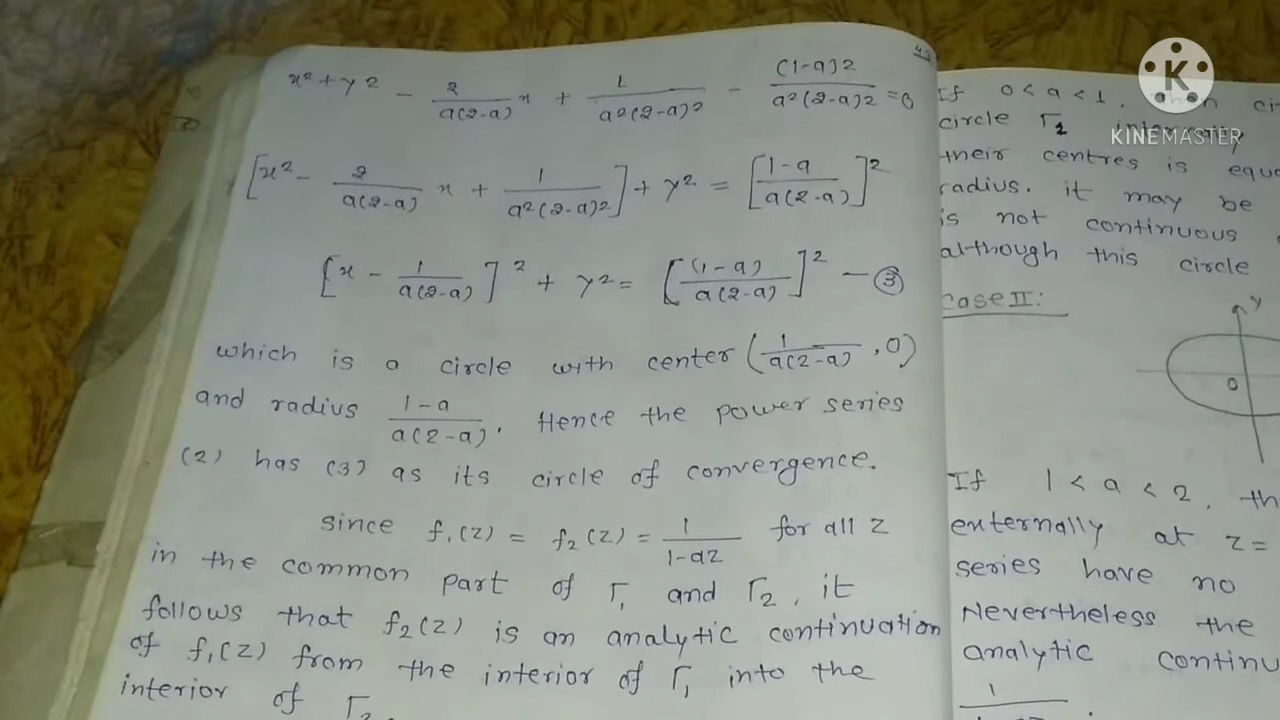 x² + y² - 2/a(2-a) x + 1/a²(2-a)² - (1-a)²/a²(2-a)² = 0
[x² - 2/a(2-a) x + 1/a²(2-a)²] + y² = [1-a/a(2-a)]²
[x - 1/a(2-a)]² + y² = [(1-a)/a(2-a)]² — ③
which is a circle with center (1/a(2-a), 0)
and radius 1-a/a(2-a). Hence the power series
(2) has (3) as its circle of convergence.
since f₁(z) = f₂(z) = 1/1-az for all z
in the common part of Γ₁ and Γ₂, it
follows that f₂(z) is an analytic continuation
of f₁(z) from the interior of Γ₁ into the
interior of Γ₂.
If 0 < a < 1,
circle Γ₂
their centres is
radius. it may be
is not continuous
although this circle
Case II:
Y
0
If 1 < a < 2,
externally at z =
series have no
Nevertheless the
analytic
1
K
KINEMASTER